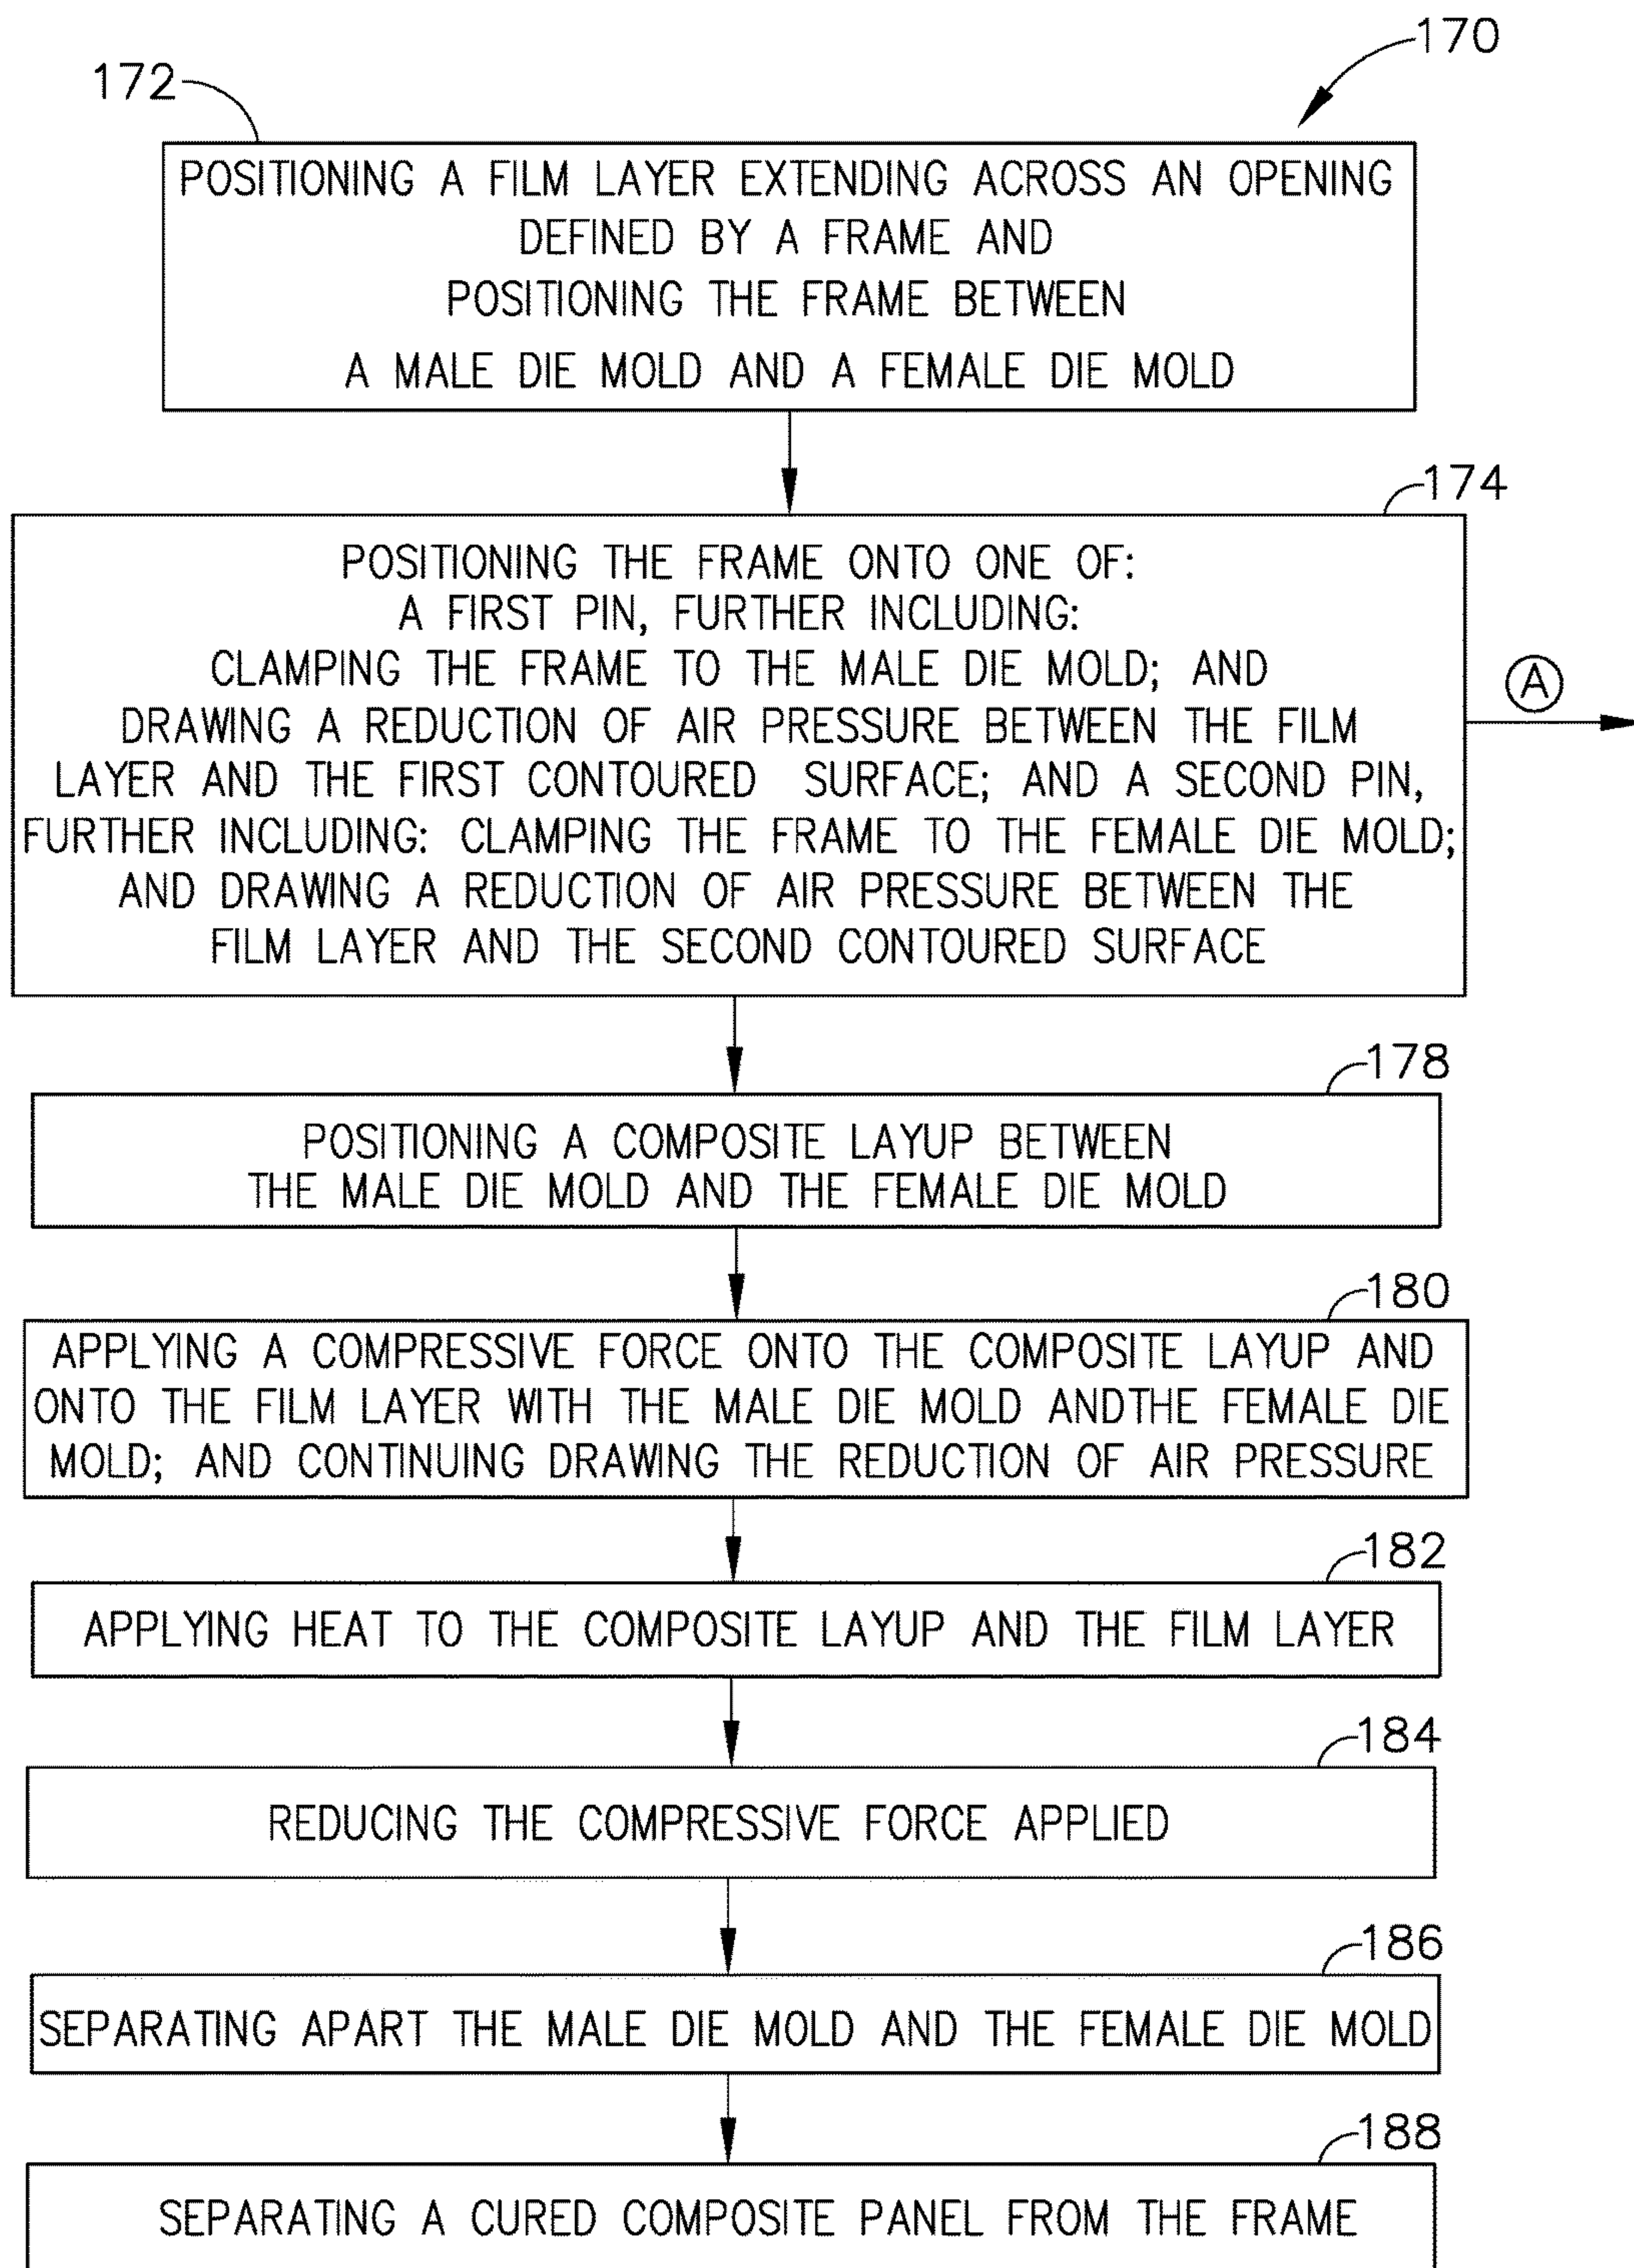 170
172
POSITIONING A FILM LAYER EXTENDING ACROSS AN OPENING
DEFINED BY A FRAME AND
POSITIONING THE FRAME BETWEEN
A MALE DIE MOLD AND A FEMALE DIE MOLD
174
POSITIONING THE FRAME ONTO ONE OF:
A FIRST PIN, FURTHER INCLUDING:
CLAMPING THE FRAME TO THE MALE DIE MOLD; AND
DRAWING A REDUCTION OF AIR PRESSURE BETWEEN THE FILM
LAYER AND THE FIRST CONTOURED SURFACE; AND A SECOND PIN,
FURTHER INCLUDING: CLAMPING THE FRAME TO THE FEMALE DIE MOLD;
AND DRAWING A REDUCTION OF AIR PRESSURE BETWEEN THE
FILM LAYER AND THE SECOND CONTOURED SURFACE
A
178
POSITIONING A COMPOSITE LAYUP BETWEEN
THE MALE DIE MOLD AND THE FEMALE DIE MOLD
180
APPLYING A COMPRESSIVE FORCE ONTO THE COMPOSITE LAYUP AND
ONTO THE FILM LAYER WITH THE MALE DIE MOLD ANDTHE FEMALE DIE
MOLD; AND CONTINUING DRAWING THE REDUCTION OF AIR PRESSURE
182
APPLYING HEAT TO THE COMPOSITE LAYUP AND THE FILM LAYER
184
REDUCING THE COMPRESSIVE FORCE APPLIED
186
SEPARATING APART THE MALE DIE MOLD AND THE FEMALE DIE MOLD
188
SEPARATING A CURED COMPOSITE PANEL FROM THE FRAME